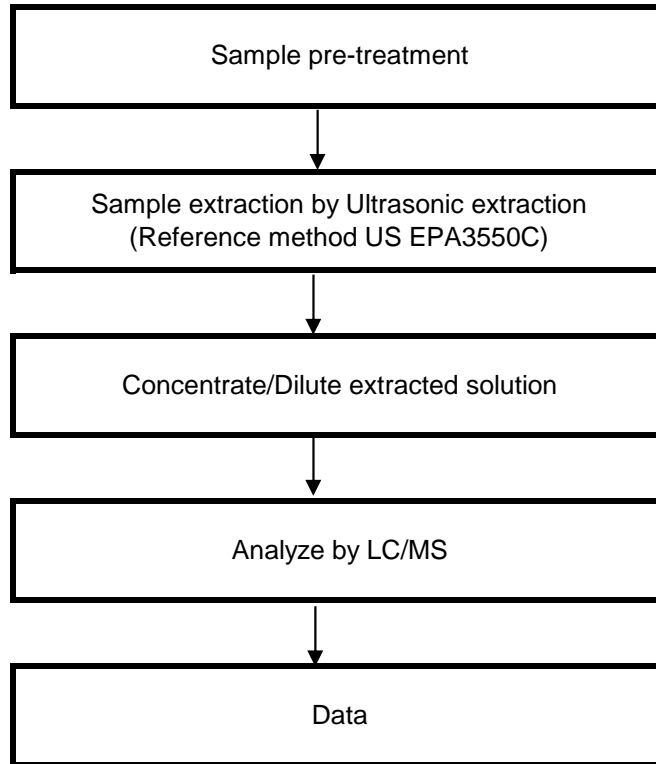 Sample pre-treatment
Sample extraction by Ultrasonic extraction
(Reference method US EPA3550C)
Concentrate/Dilute extracted solution
Analyze by LC/MS
Data